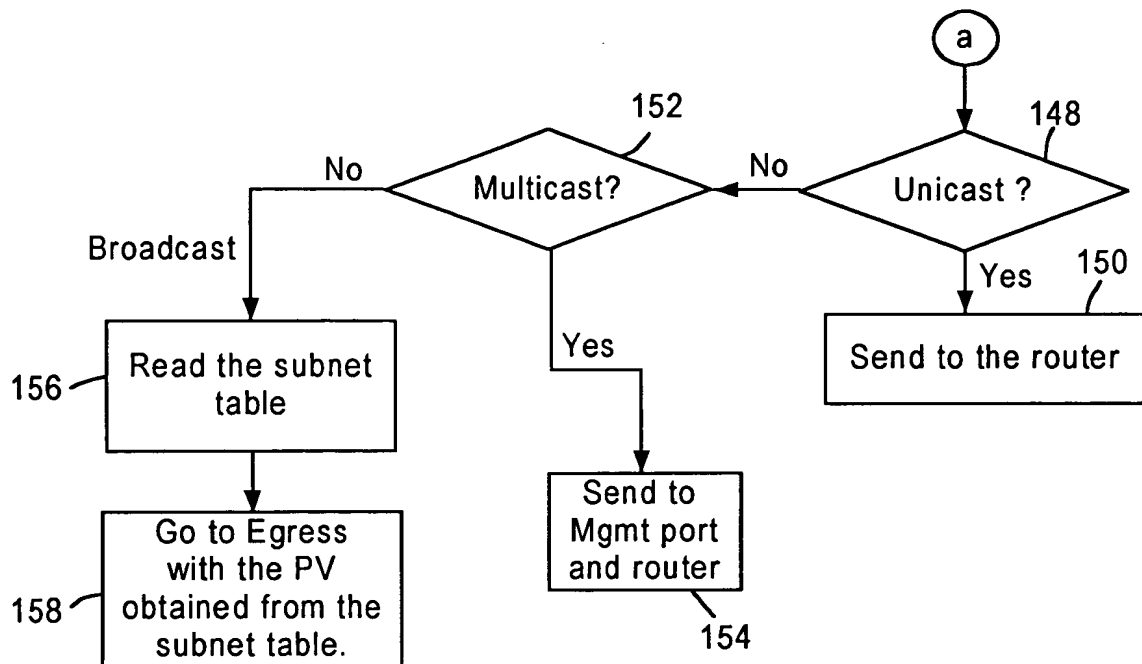 a
148
Unicast ?
No
Yes
150
Send to the router
152
Multicast?
No
Yes
Send to
Mgmt port
and router
154
Broadcast
156
Read the subnet
table
158
Go to Egress
with the PV
obtained from the
subnet table.